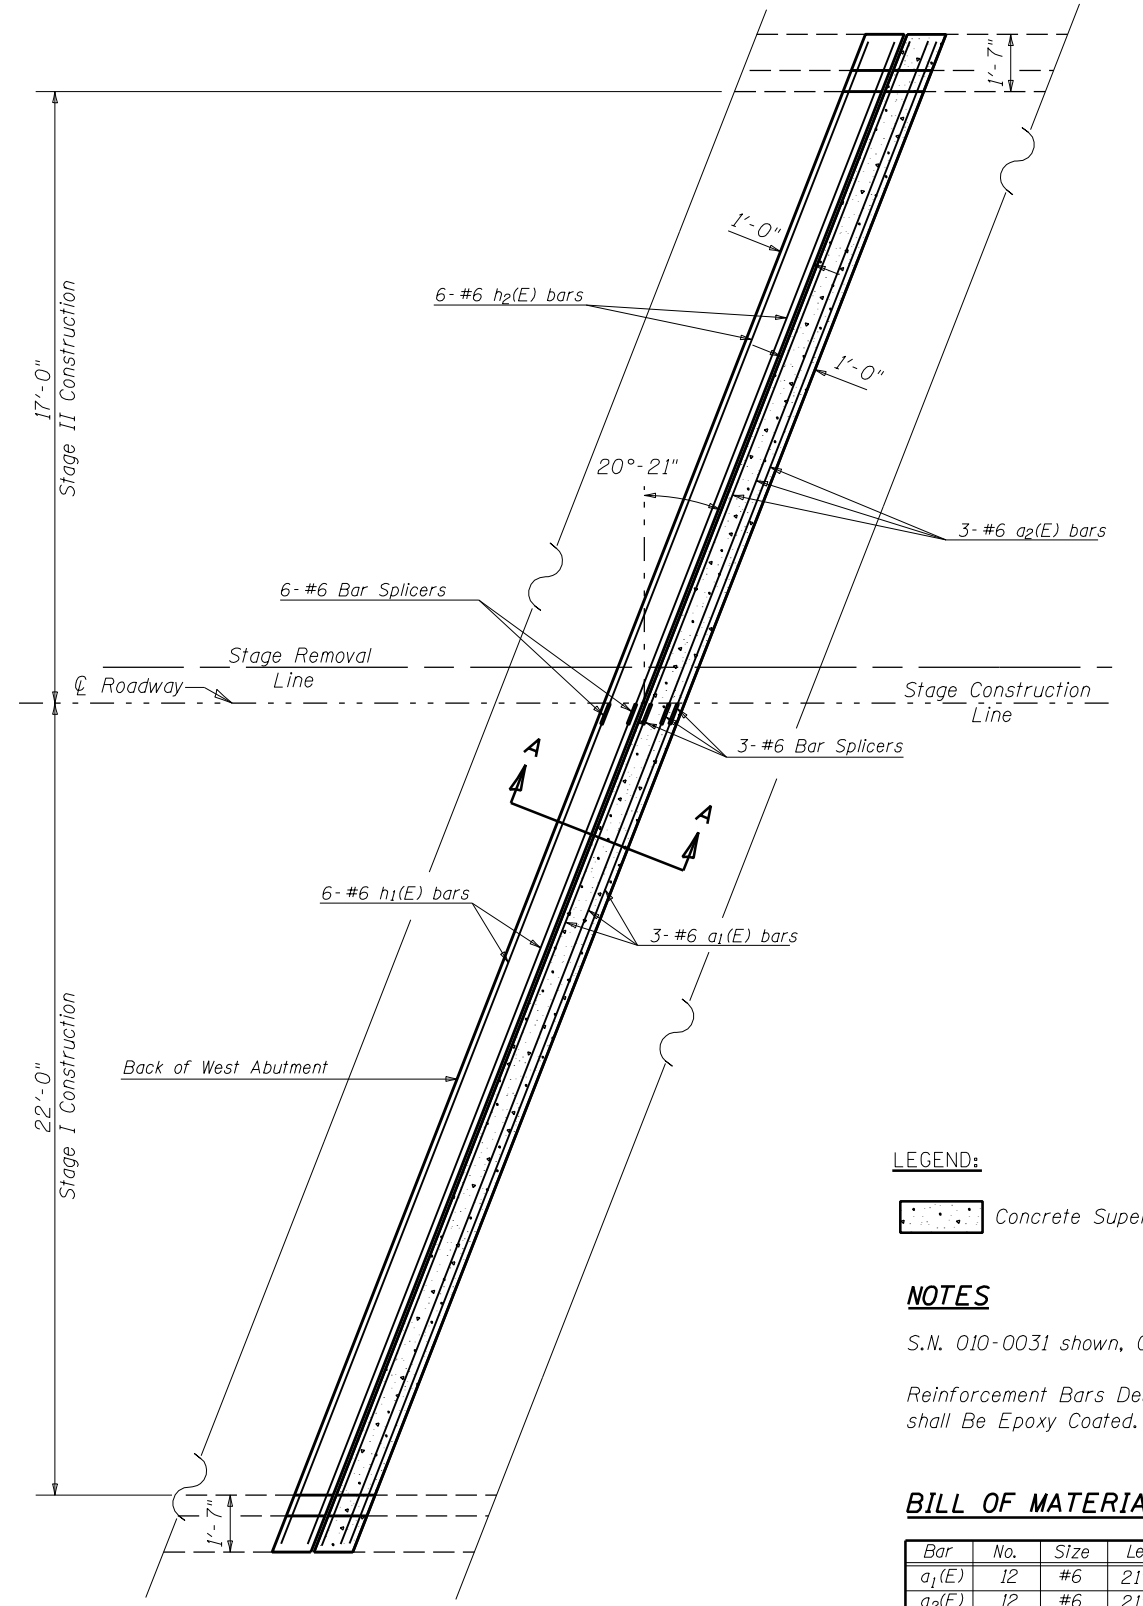 1'-7"
1'-0"
6-#6 h2(E) bars
17'-0"
Stage II Construction
1'-0"
20°-21"
3-#6 a2(E) bars
6-#6 Bar Splicers
Stage Removal
Line
℄ Roadway
Stage Construction
Line
3-#6 Bar Splicers
A
A
6-#6 h1(E) bars
3-#6 a1(E) bars
22'-0"
Stage I Construction
Back of West Abutment
LEGEND:
Concrete Super
NOTES
S.N. 010-0031 shown,
Reinforcement Bars De
shall Be Epoxy Coated.
1'-7"
BILL OF MATERIA
Bar No. Size Le
a1(E) 12 #6 21
a2(E) 12 #6 21